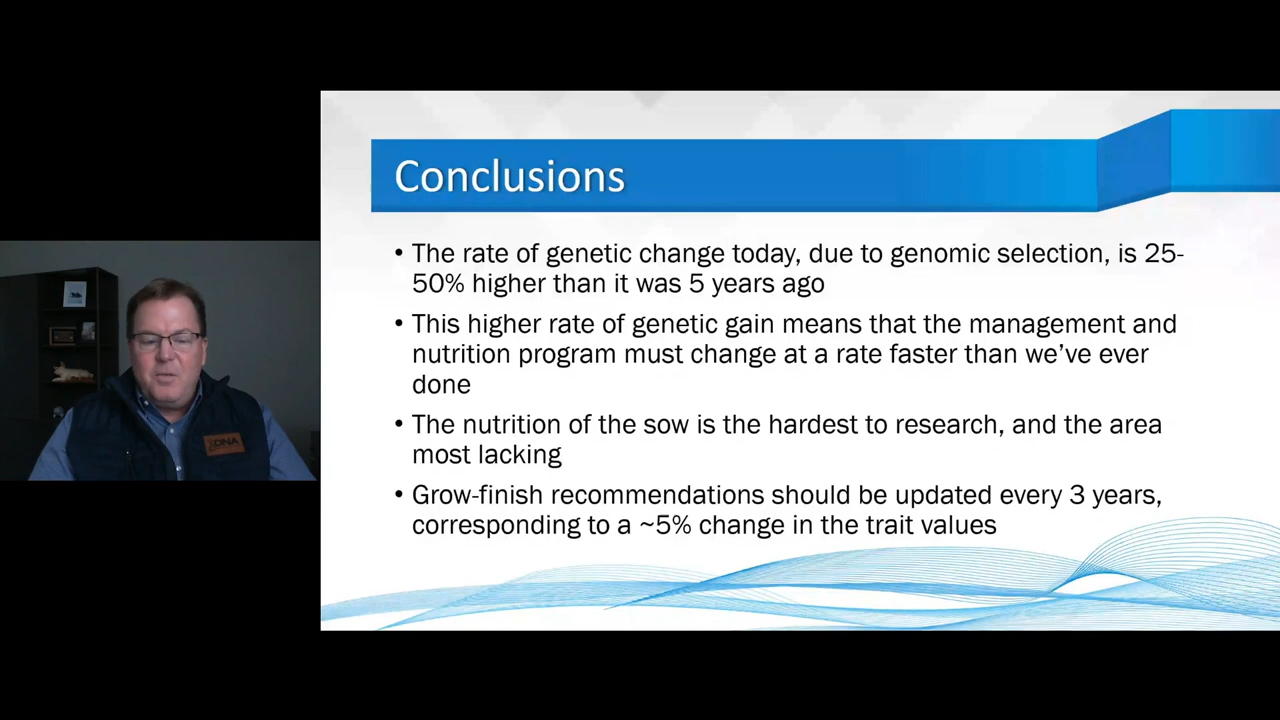 Conclusions
• The rate of genetic change today, due to genomic selection, is 25-
50% higher than it was 5 years ago
• This higher rate of genetic gain means that the management and
nutrition program must change at a rate faster than we’ve ever
done
• The nutrition of the sow is the hardest to research, and the area
most lacking
• Grow-finish recommendations should be updated every 3 years,
corresponding to a ~5% change in the trait values
DNA